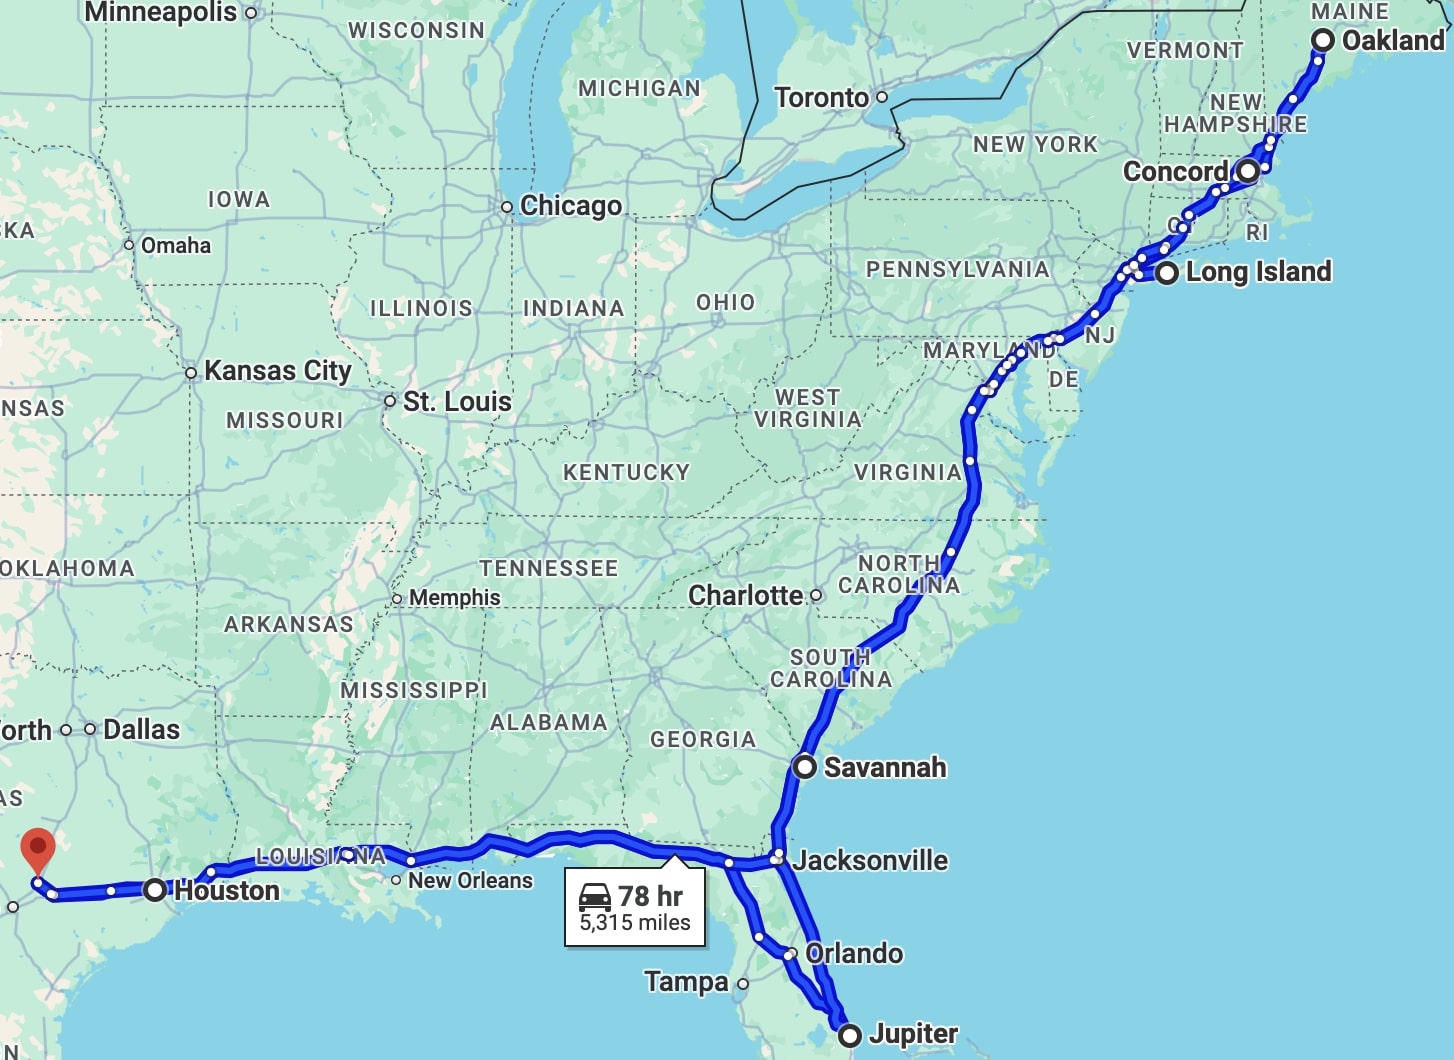 MAINE
Minneapolis
WISCONSIN
Oakland
VERMONT
MICHIGAN
Toronto
NEW
HAMPSHIRE
NEW YORK
Concord
IOWA
Chicago
RI
Omaha
PENNSYLVANIA
Long Island
ILLINOIS
INDIANA
OHIO
NJ
MARYLAND
Kansas City
DE
St. Louis
NSAS
WEST
VIRGINIA
MISSOURI
KENTUCKY
VIRGINIA
OKLAHOMA
TENNESSEE
NORTH
CAROLINA
Charlotte
Memphis
ARKANSAS
SOUTH
CAROLINA
MISSISSIPPI
ALABAMA
orth
Dallas
GEORGIA
Savannah
AS
LOUISIANA
Jacksonville
New Orleans
Houston
78 hr
5,315 miles
Orlando
Tampa
Jupiter